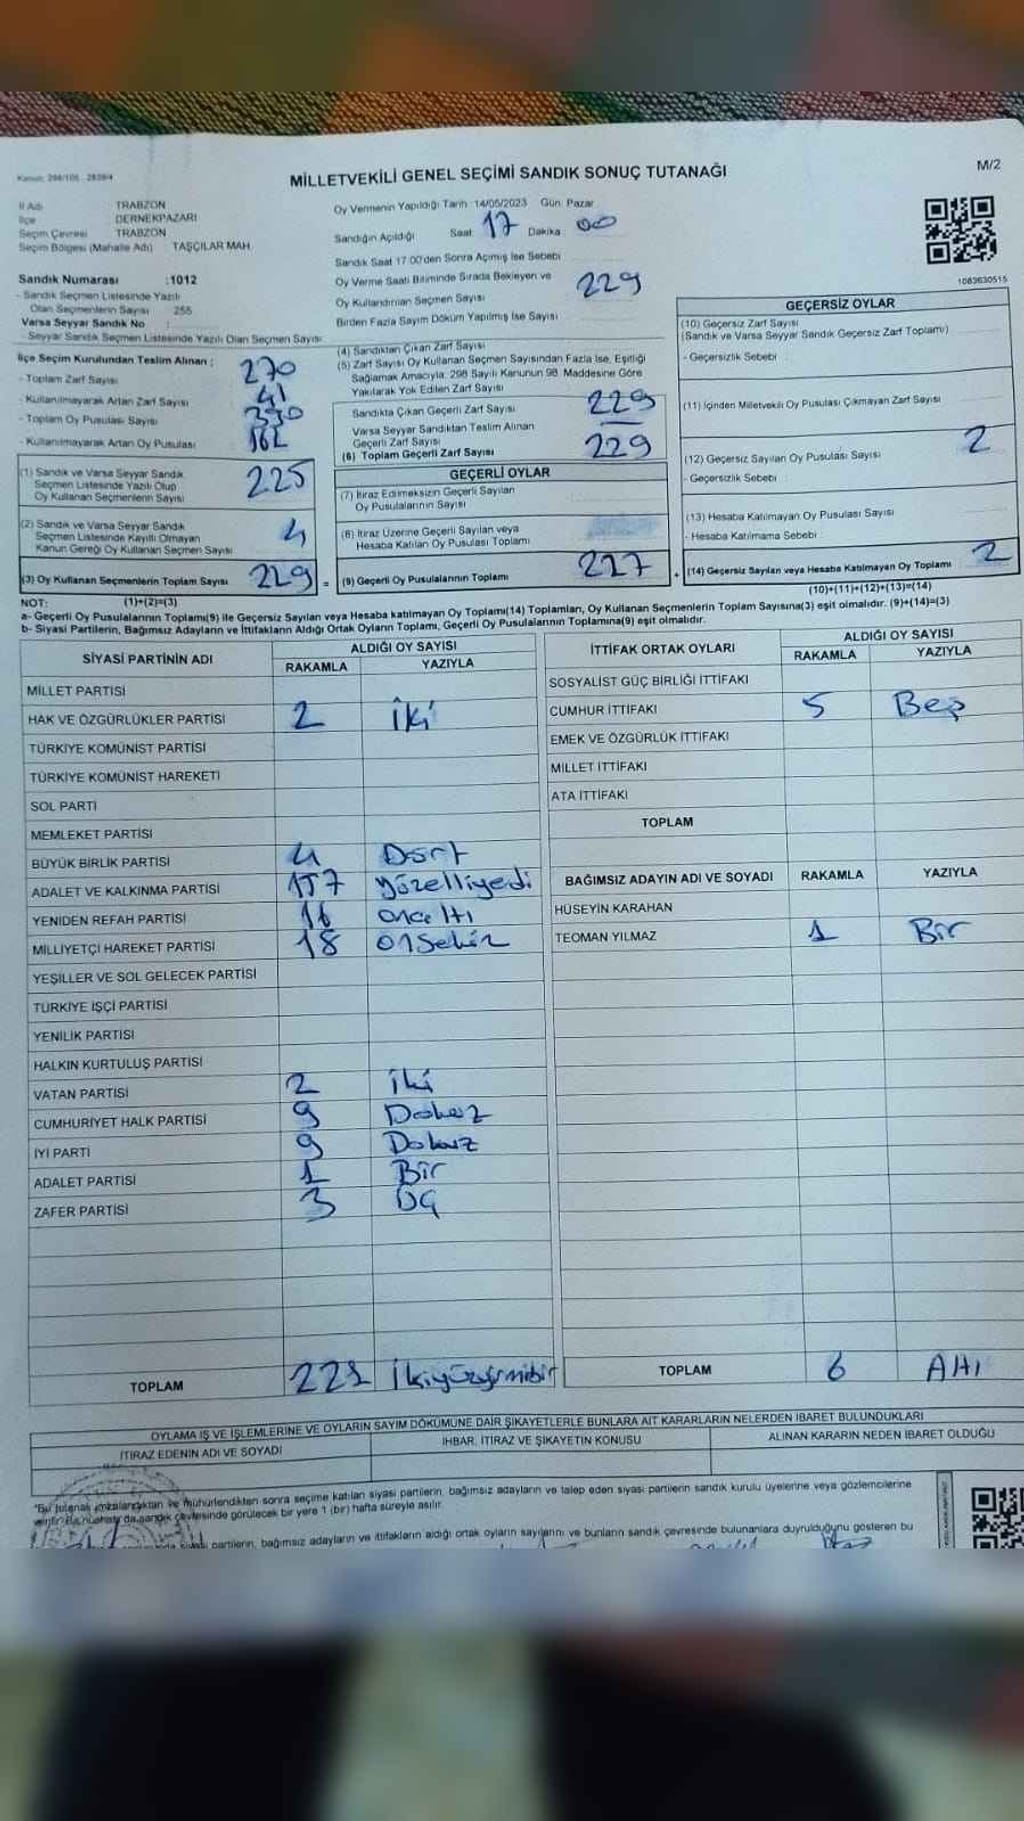 Kanun: 298/105 - 2839/4
MİLLETVEKİLİ GENEL SEÇİMİ SANDIK SONUÇ TUTANAĞI
M/2
İl Adı TRABZON
İlçe DERNEKPAZARI
Seçim Çevresi TRABZON
Seçim Bölgesi (Mahalle Adı) TAŞÇILAR MAH.
Oy Vermenin Yapıldığı Tarih :14/05/2023 Gün: Pazar
Sandığın Açıldığı Saat: 17 Dakika 00
Sandık Saat 17:00'den Sonra Açılmış İse Sebebi
Oy Verme Saati Bitiminde Sırada Bekleyen ve
Oy Kullandırılan Seçmen Sayısı 229
Birden Fazla Sayım Döküm Yapılmış İse Sayısı
1083630515
Sandık Numarası :1012
- Sandık Seçmen Listesinde Yazılı
Olan Seçmenlerin Sayısı 255
Varsa Seyyar Sandık No :
- Seyyar Sandık Seçmen Listesinde Yazılı Olan Seçmen Sayısı
İlçe Seçim Kurulundan Teslim Alınan ;
- Toplam Zarf Sayısı 270
- Kullanılmayarak Artan Zarf Sayısı 41
- Toplam Oy Pusulası Sayısı 330
- Kullanılmayarak Artan Oy Pusulası
(1) Sandık ve Varsa Seyyar Sandık
Seçmen Listesinde Yazılı Olup
Oy Kullanan Seçmenlerin Sayısı 225
(2) Sandık ve Varsa Seyyar Sandık
Seçmen Listesinde Kayıtlı Olmayan
Kanun Gereği Oy Kullanan Seçmen Sayısı 4
(3) Oy Kullanan Seçmenlerin Toplam Sayısı 229 =
(1)+(2)=(3)
(4) Sandıktan Çıkan Zarf Sayısı
(5) Zarf Sayısı Oy Kullanan Seçmen Sayısından Fazla İse, Eşitliği
Sağlamak Amacıyla; 298 Sayılı Kanunun 98. Maddesine Göre
Yakılarak Yok Edilen Zarf Sayısı
Sandıkta Çıkan Geçerli Zarf Sayısı 229
Varsa Seyyar Sandıktan Teslim Alınan
Geçerli Zarf Sayısı
(6) Toplam Geçerli Zarf Sayısı 229
GEÇERLİ OYLAR
(7) İtiraz Edilmeksizin Geçerli Sayılan
Oy Pusulalarının Sayısı
(8) İtiraz Üzerine Geçerli Sayılan veya
Hesaba Katılan Oy Pusulası Toplamı
(9) Geçerli Oy Pusulalarının Toplamı 227 +
GEÇERSİZ OYLAR
(10) Geçersiz Zarf Sayısı
(Sandık ve Varsa Seyyar Sandık Geçersiz Zarf Toplamı)
- Geçersizlik Sebebi :
(11) İçinden Milletvekili Oy Pusulası Çıkmayan Zarf Sayısı
(12) Geçersiz Sayılan Oy Pusulası Sayısı 2
- Geçersizlik Sebebi :
(13) Hesaba Katılmayan Oy Pusulası Sayısı
- Hesaba Katılmama Sebebi :
(14) Geçersiz Sayılan veya Hesaba Katılmayan Oy Toplamı 2
(10)+(11)+(12)+(13)=(14)
NOT:
a- Geçerli Oy Pusulalarının Toplamı(9) ile Geçersiz Sayılan veya Hesaba katılmayan Oy Toplamı(14) Toplamları, Oy Kullanan Seçmenlerin Toplam Sayısına(3) eşit olmalıdır. (9)+(14)=(3)
b- Siyasi Partilerin, Bağımsız Adayların ve İttifakların Aldığı Ortak Oyların Toplamı, Geçerli Oy Pusulalarının Toplamına(9) eşit olmalıdır.
SİYASİ PARTİNİN ADI ALDIĞI OY SAYISI
RAKAMLA YAZIYLA
MİLLET PARTİSİ
HAK VE ÖZGÜRLÜKLER PARTİSİ 2 İki
TÜRKİYE KOMÜNİST PARTİSİ
TÜRKİYE KOMÜNİST HAREKETİ
SOL PARTİ
MEMLEKET PARTİSİ
BÜYÜK BİRLİK PARTİSİ 4 Dört
ADALET VE KALKINMA PARTİSİ 157 yüzelliyedi
YENİDEN REFAH PARTİSİ 16 onaltı
MİLLİYETÇİ HAREKET PARTİSİ 18 onsekiz
YEŞİLLER VE SOL GELECEK PARTİSİ
TÜRKİYE İŞÇİ PARTİSİ
YENİLİK PARTİSİ
HALKIN KURTULUŞ PARTİSİ
VATAN PARTİSİ 2 iki
CUMHURİYET HALK PARTİSİ 9 Dokuz
İYİ PARTİ 9 Dokuz
ADALET PARTİSİ 1 Bir
ZAFER PARTİSİ 3 Üç
TOPLAM 221 İkiyüzyirmibir
İTTİFAK ORTAK OYLARI ALDIĞI OY SAYISI
RAKAMLA YAZIYLA
SOSYALİST GÜÇ BİRLİĞİ İTTİFAKI
CUMHUR İTTİFAKI 5 Beş
EMEK VE ÖZGÜRLÜK İTTİFAKI
MİLLET İTTİFAKI
ATA İTTİFAKI
TOPLAM
BAĞIMSIZ ADAYIN ADI VE SOYADI RAKAMLA YAZIYLA
HÜSEYİN KARAHAN
TEOMAN YILMAZ 1 Bir
TOPLAM 6 Altı
OYLAMA İŞ VE İŞLEMLERİNE VE OYLARIN SAYIM DÖKÜMÜNE DAİR ŞİKAYETLERLE BUNLARA AİT KARARLARIN NELERDEN İBARET BULUNDUKLARI
İTİRAZ EDENİN ADI VE SOYADI İHBAR, İTİRAZ VE ŞİKAYETİN KONUSU ALINAN KARARIN NEDEN İBARET OLDUĞU
"Bu tutanak imzalandıktan ve mühürlendikten sonra seçime katılan siyasi partilerin, bağımsız adayların ve talep eden siyasi partilerin sandık kurulu üyelerine veya gözlemcilerine
verilir. Bir nüshası da sandık çevresinde görülecek bir yere 1 (bir) hafta süreyle asılır.
partilerin, bağımsız adayların ve ittifakların aldığı ortak oyların sayılarını ve bunların sandık çevresinde bulunanlara duyrulduğunu gösteren bu